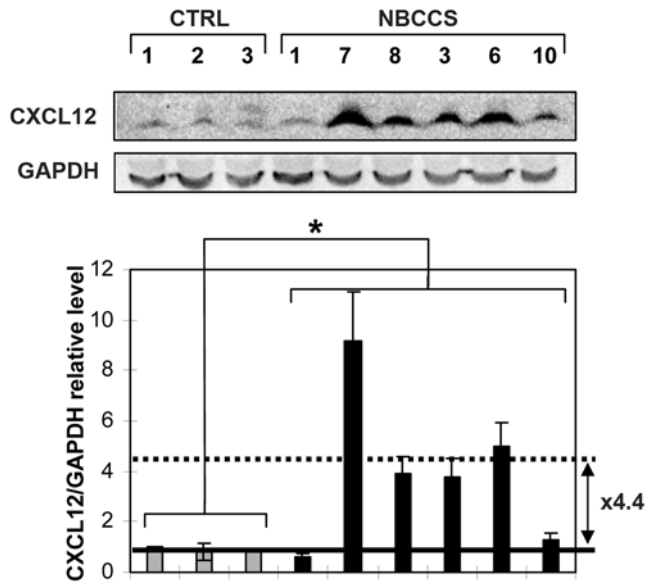 CTRL NBCCS
1 2 3 1 7 8 3 6 10
CXCL12
GAPDH
*
CXCL12/GAPDH relative level
12
10
8
6
4
2
0
x4.4